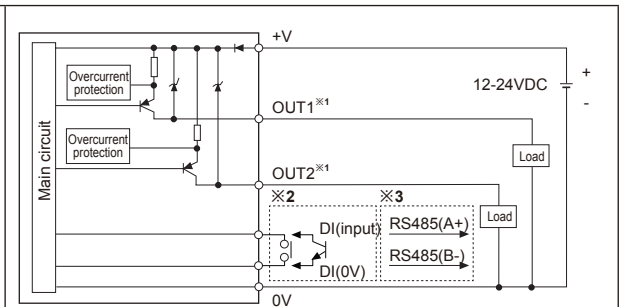 +V
Overcurrent
protection
12-24VDC
+
-
OUT1※1
Main circuit
Overcurrent
protection
Load
OUT2※1
※2
※3
DI(input)
RS485(A+)
Load
DI(0V)
RS485(B-)
0V